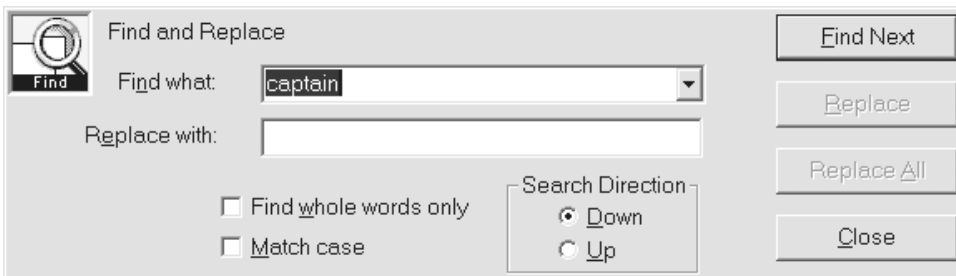 Find and Replace
Find
Find what:
captain
Replace with:
Find whole words only
Match case
Search Direction
Down
Up
Find Next
Replace
Replace All
Close